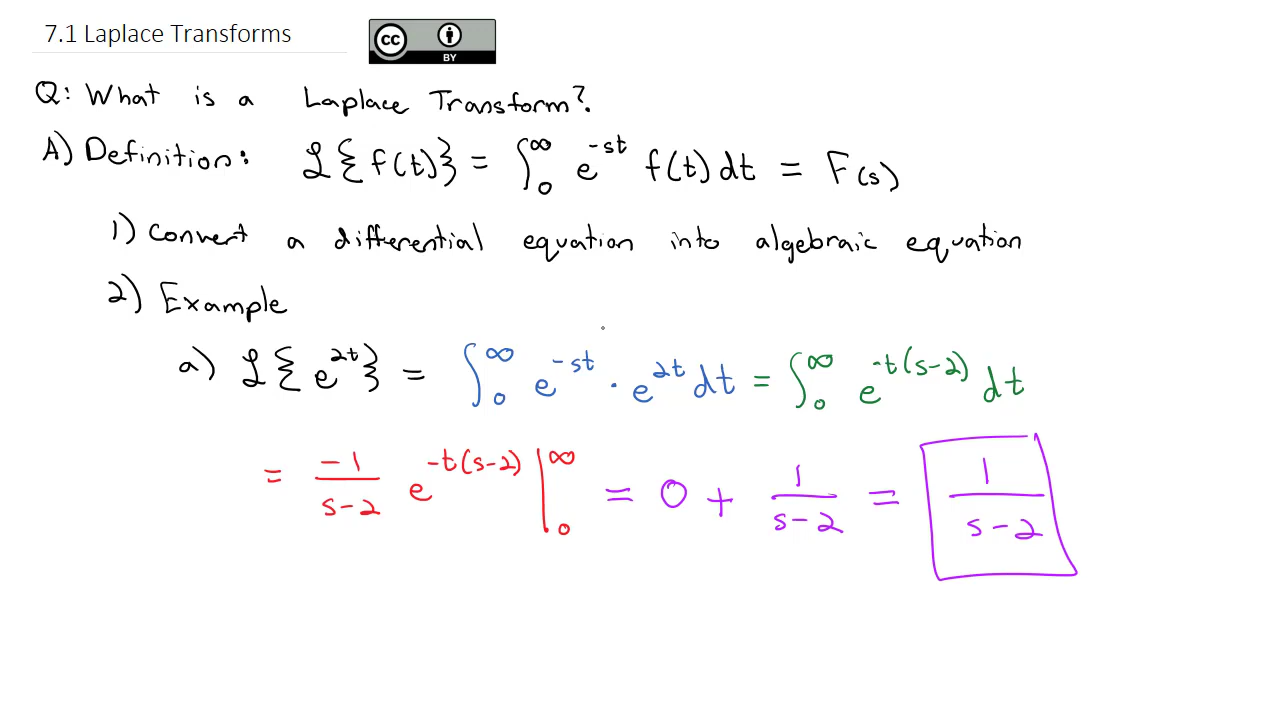 7.1 Laplace Transforms
cc BY
Q: What is a Laplace Transform?
A) Definition: ℒ{f(t)} = ∫₀^∞ e^(-st) f(t) dt = F(s)
1) Convert a differential equation into algebraic equation
2) Example
a) ℒ{e^(2t)} = ∫₀^∞ e^(-st) · e^(2t) dt = ∫₀^∞ e^(-t(s-2)) dt
= -1/(s-2) e^(-t(s-2)) |₀^∞ = 0 + 1/(s-2) = 1/(s-2)